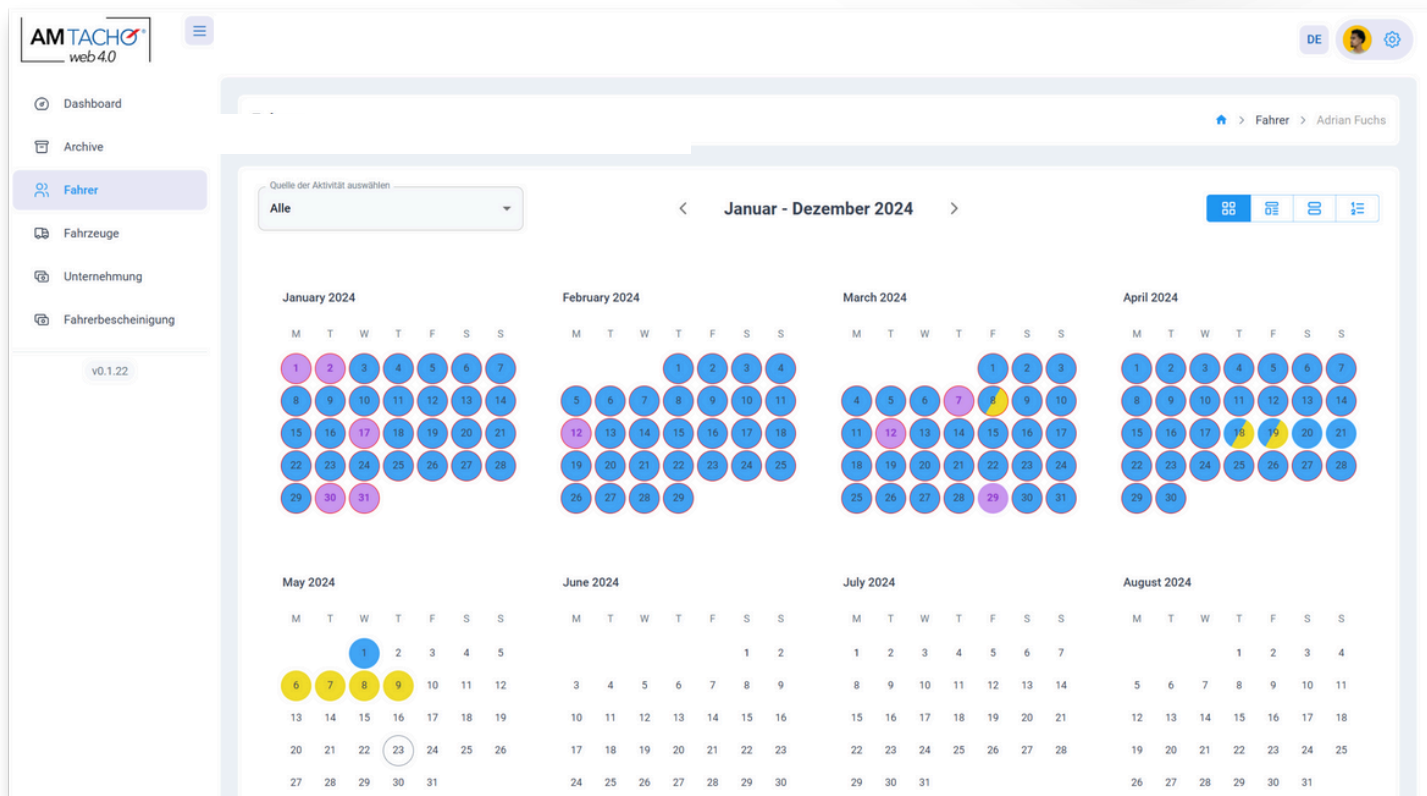 AMTACHO®
web 4.0
DE
Dashboard
Archive
Fahrer
Fahrzeuge
Unternehmung
Fahrerbescheinigung
v0.1.22
> Fahrer > Adrian Fuchs
Quelle der Aktivität auswählen
Alle
< Januar - Dezember 2024 >
January 2024
M T W T F S S
1 2 3 4 5 6 7
8 9 10 11 12 13 14
15 16 17 18 19 20 21
22 23 24 25 26 27 28
29 30 31
February 2024
M T W T F S S
1 2 3 4
5 6 7 8 9 10 11
12 13 14 15 16 17 18
19 20 21 22 23 24 25
26 27 28 29
March 2024
M T W T F S S
1 2 3
4 5 6 7 8 9 10
11 12 13 14 15 16 17
18 19 20 21 22 23 24
25 26 27 28 29 30 31
April 2024
M T W T F S S
1 2 3 4 5 6 7
8 9 10 11 12 13 14
15 16 17 18 19 20 21
22 23 24 25 26 27 28
29 30
May 2024
M T W T F S S
1 2 3 4 5
6 7 8 9 10 11 12
13 14 15 16 17 18 19
20 21 22 23 24 25 26
27 28 29 30 31
June 2024
M T W T F S S
1 2
3 4 5 6 7 8 9
10 11 12 13 14 15 16
17 18 19 20 21 22 23
24 25 26 27 28 29 30
July 2024
M T W T F S S
1 2 3 4 5 6 7
8 9 10 11 12 13 14
15 16 17 18 19 20 21
22 23 24 25 26 27 28
29 30 31
August 2024
M T W T F S S
1 2 3 4
5 6 7 8 9 10 11
12 13 14 15 16 17 18
19 20 21 22 23 24 25
26 27 28 29 30 31